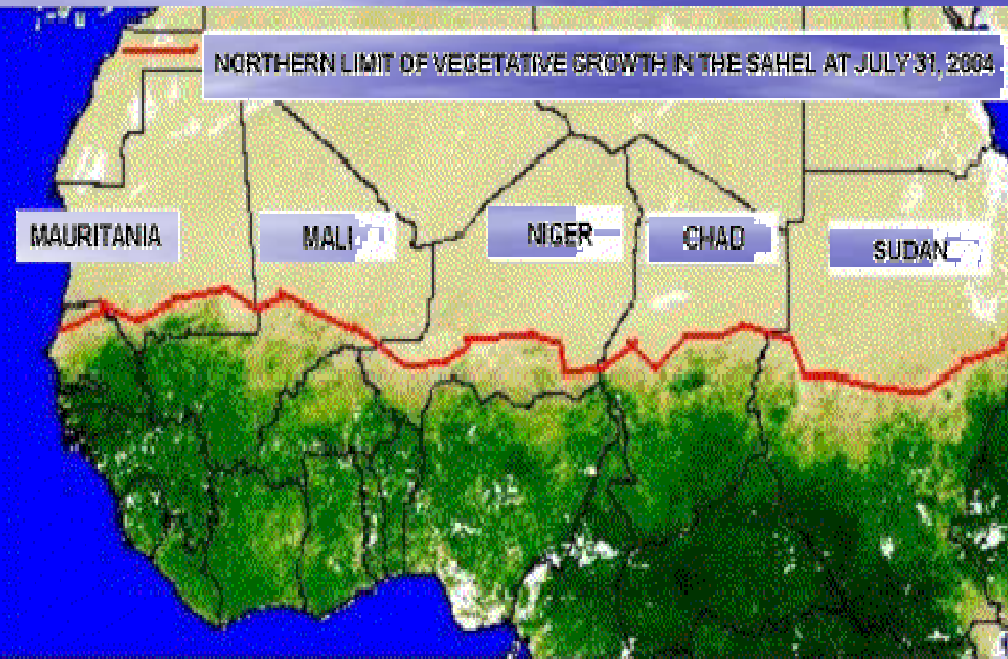 NORTHERN LIMIT OF VEGETATIVE GROWTH IN THE SAHEL AT JULY 31, 2004
MAURITANIA
MALI
NIGER
CHAD
SUDAN